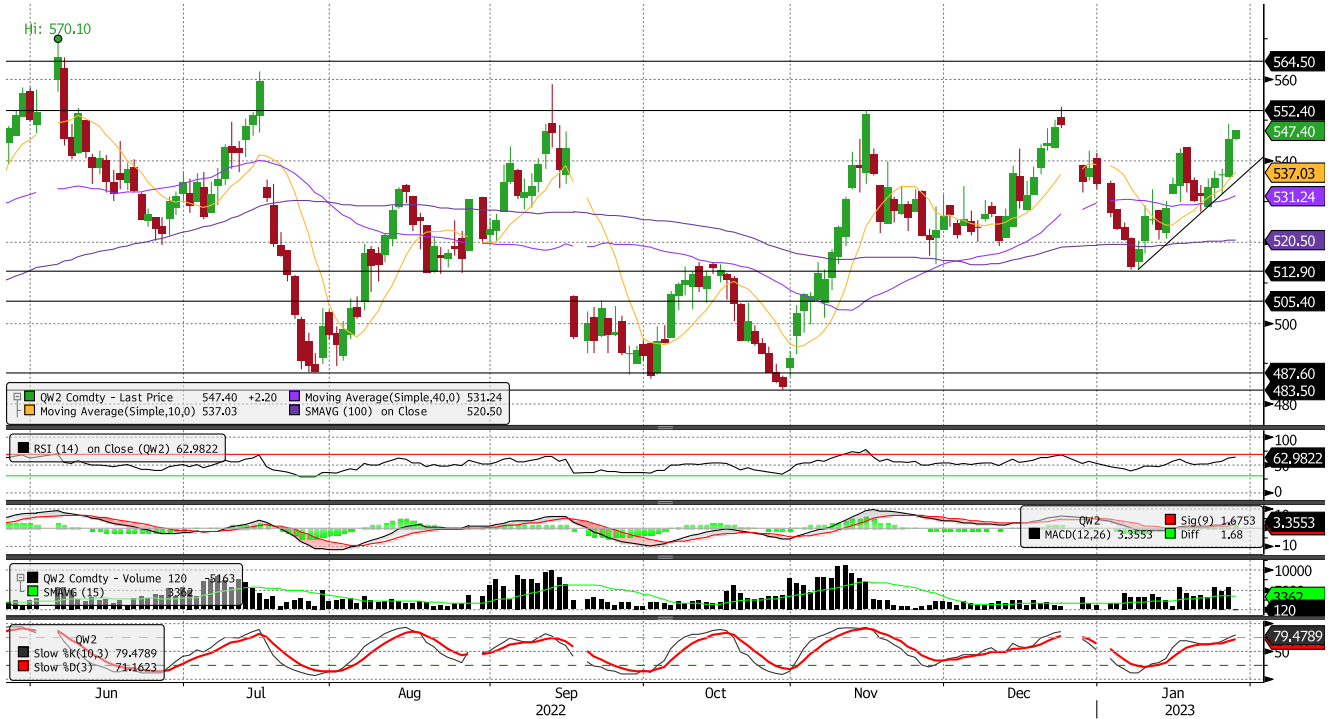 Hi: 570.10
564.50
560
552.40
547.40
540
537.03
531.24
520.50
512.90
505.40
500
487.60
483.50
480
QW2 Comdty - Last Price 547.40 +2.20 Moving Average(Simple,40,0) 531.24
Moving Average(Simple,10,0) 537.03 SMAVG (100) on Close 520.50
RSI (14) on Close (QW2) 62.9822
100
62.9822
0
QW2 Sig(9) 1.6753
MACD(12,26) 3.3553 Diff 1.68
3.3553
-10
QW2 Comdty - Volume 120 -5163
SMAVG (15) 3362
10000
3362
120
QW2
Slow %K(10,3) 79.4789
Slow %D(3) 71.1623
79.4789
50
Jun Jul Aug Sep Oct Nov Dec Jan
2022 2023